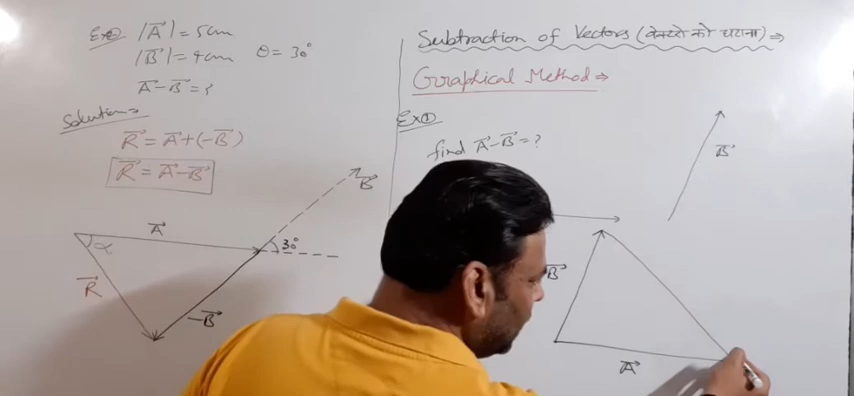 Ex② |A⃗| = 5cm
|B⃗| = 4cm θ = 30°
A⃗-B⃗ = ?
Solution⇒
R⃗ = A⃗+(-B⃗)
R⃗ = A⃗-B⃗
A⃗
B⃗
30°
α
R⃗
-B⃗
Subtraction of Vectors (वेक्टरो को घटाना) ⇒
Graphical Method ⇒
Ex①
find A⃗-B⃗ = ?
B⃗
B⃗
A⃗